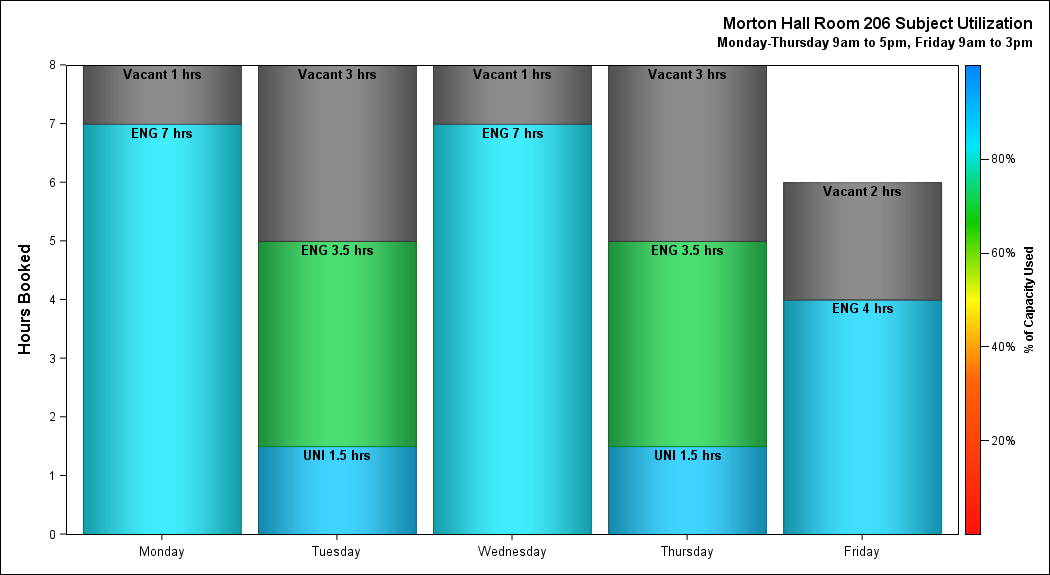 Morton Hall Room 206 Subject Utilization
Monday-Thursday 9am to 5pm, Friday 9am to 3pm
Hours Booked
8
7
6
5
4
3
2
1
0
Vacant 1 hrs
ENG 7 hrs
Vacant 3 hrs
ENG 3.5 hrs
UNI 1.5 hrs
Vacant 1 hrs
ENG 7 hrs
Vacant 3 hrs
ENG 3.5 hrs
UNI 1.5 hrs
Vacant 2 hrs
ENG 4 hrs
Monday
Tuesday
Wednesday
Thursday
Friday
80%
60%
40%
20%
% of Capacity Used